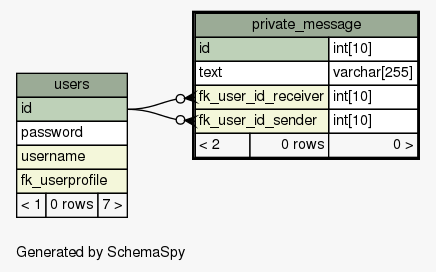 private_message
id int[10]
text varchar[255]
fk_user_id_receiver int[10]
fk_user_id_sender int[10]
< 2 0 rows 0 >
users
id
password
username
fk_userprofile
< 1 0 rows 7 >
Generated by SchemaSpy